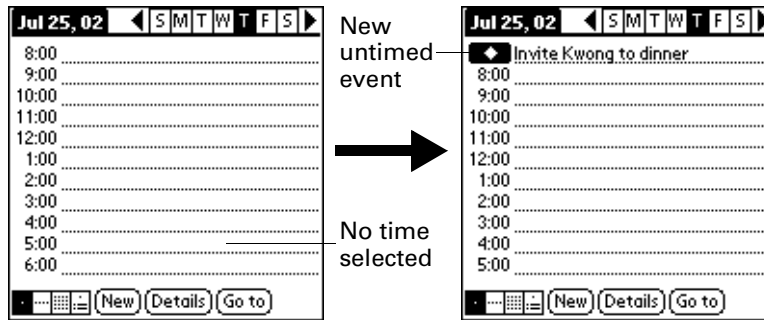 Jul 25, 02 S M T W T F S
8:00
9:00
10:00
11:00
12:00
1:00
2:00
3:00
4:00
5:00
6:00
New Details Go to
New
untimed
event
No time
selected
Jul 25, 02 S M T W T F S
Invite Kwong to dinner
8:00
9:00
10:00
11:00
12:00
1:00
2:00
3:00
4:00
5:00
New Details Go to